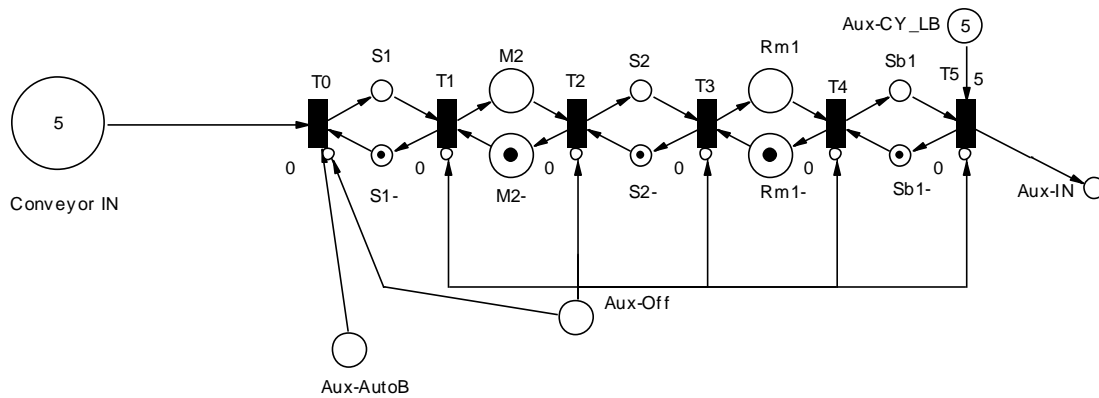 Aux-CY_LB
5
S1
M2
S2
Rm1
Sb1
T0
T1
T2
T3
T4
T5
5
5
0
0
0
0
0
0
Conveyor IN
S1-
M2-
S2-
Rm1-
Sb1-
Aux-IN
Aux-Off
Aux-AutoB